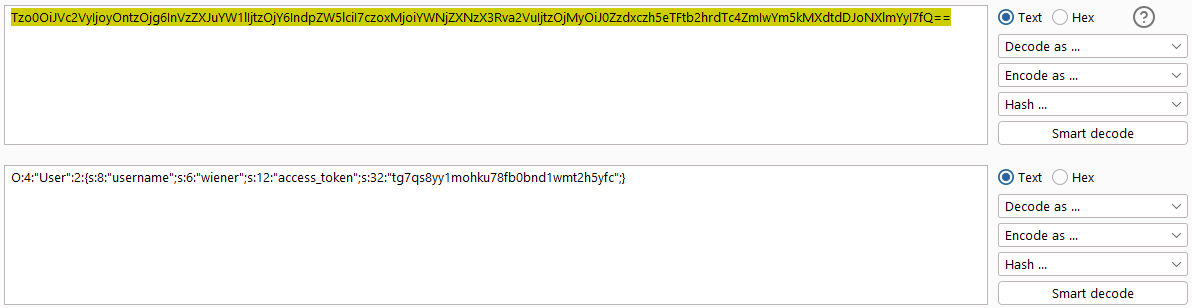 Tzo0OiJVc2VyIjoyOntzOjg6InVzZXJuYW1lIjtzOjY6IndpZW5lciI7czoxMjoiYWNjZXNzX3Rva2VuIjtzOjMyOiJ0Zzdxczh5eTFtb2hrdTc4ZmIwYm5kMXdtdDJoNXlmYyI7fQ==
Text Hex ?
Decode as ...
Encode as ...
Hash ...
Smart decode
O:4:"User":2:{s:8:"username";s:6:"wiener";s:12:"access_token";s:32:"tg7qs8yy1mohku78fb0bnd1wmt2h5yfc";}
Text Hex
Decode as ...
Encode as ...
Hash ...
Smart decode